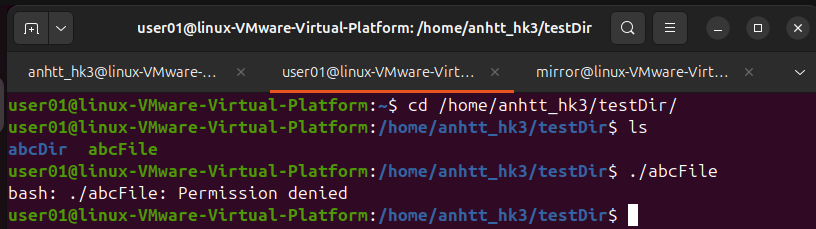 user01@linux-VMware-Virtual-Platform: /home/anhtt_hk3/testDir
anhtt_hk3@linux-VMware-...
user01@linux-VMware-Virt...
mirror@linux-VMware-Virt...
user01@linux-VMware-Virtual-Platform:~$ cd /home/anhtt_hk3/testDir/
user01@linux-VMware-Virtual-Platform:/home/anhtt_hk3/testDir$ ls
abcDir  abcFile
user01@linux-VMware-Virtual-Platform:/home/anhtt_hk3/testDir$ ./abcFile
bash: ./abcFile: Permission denied
user01@linux-VMware-Virtual-Platform:/home/anhtt_hk3/testDir$